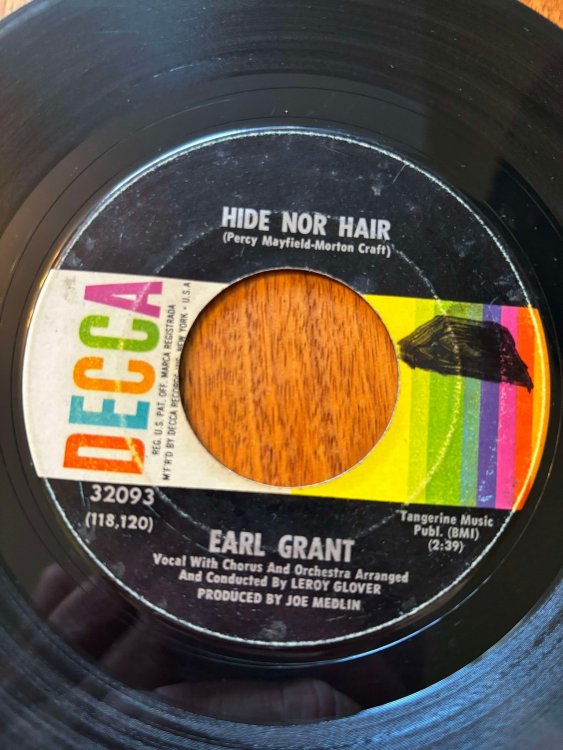 HIDE NOR HAIR
(Percy Mayfield-Morton Craft)
DECCA
REG. U.S. PAT. OFF. MARCA REGISTRADA
M'F'R'D BY DECCA RECORDS NEW YORK • U.S.A
32093
(118,120)
EARL GRANT
Vocal With Chorus And Orchestra Arranged
And Conducted By LEROY GLOVER
PRODUCED BY JOE MEDLIN
Tangerine Music
Publ. (BMI)
(2:39)